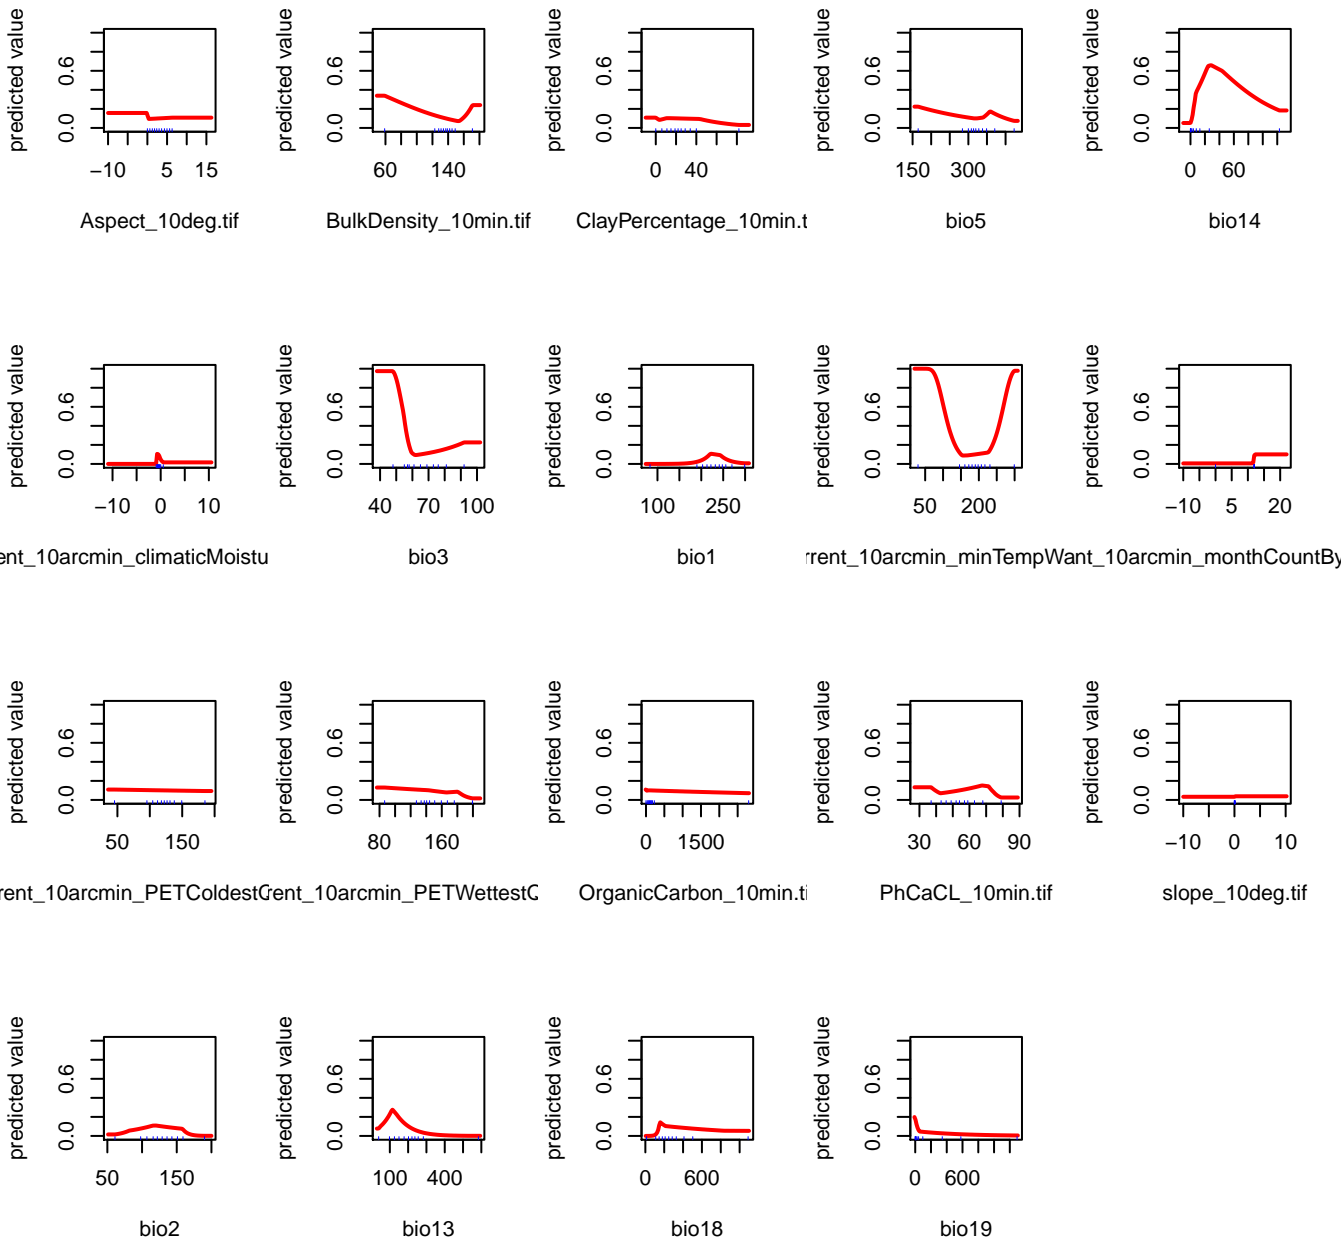 predicted value
0.0 0.6
−10 5 15
Aspect_10deg.tif
predicted value
0.0 0.6
60 140
BulkDensity_10min.tif
predicted value
0.0 0.6
0 40
ClayPercentage_10min.t
predicted value
0.0 0.6
150 300
bio5
predicted value
0.0 0.6
0 60
bio14
predicted value
0.0 0.6
−10 0 10
ent_10arcmin_climaticMoistu
predicted value
0.0 0.6
40 70 100
bio3
predicted value
0.0 0.6
100 250
bio1
predicted value
0.0 0.6
50 200
rrent_10arcmin_minTempWa
predicted value
0.0 0.6
−10 5 20
nt_10arcmin_monthCountBy
predicted value
0.0 0.6
50 150
rent_10arcmin_PETColdestQ
predicted value
0.0 0.6
80 160
rent_10arcmin_PETWettestQ
predicted value
0.0 0.6
0 1500
OrganicCarbon_10min.ti
predicted value
0.0 0.6
30 60 90
PhCaCL_10min.tif
predicted value
0.0 0.6
−10 0 10
slope_10deg.tif
predicted value
0.0 0.6
50 150
bio2
predicted value
0.0 0.6
100 400
bio13
predicted value
0.0 0.6
0 600
bio18
predicted value
0.0 0.6
0 600
bio19